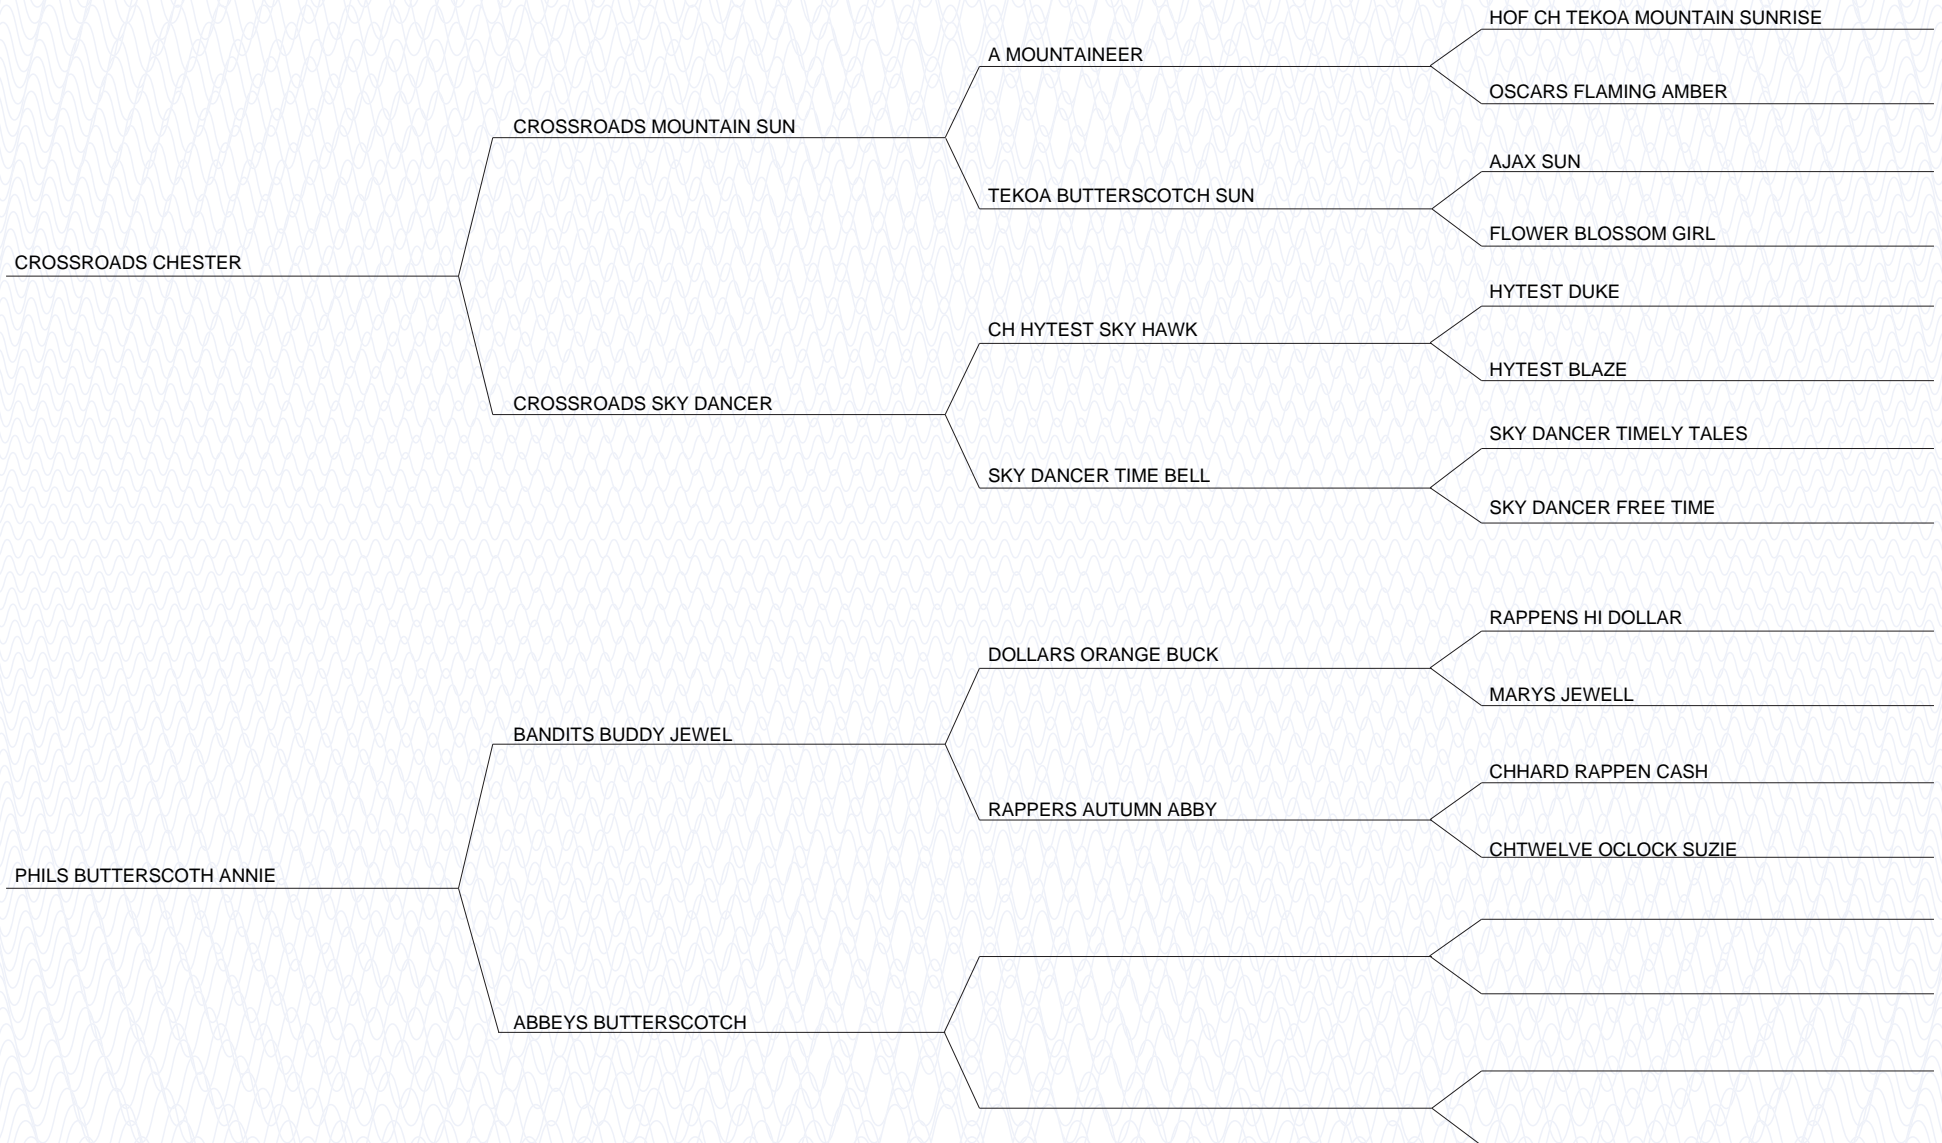 HOF CH TEKOA MOUNTAIN SUNRISE
A MOUNTAINEER
OSCARS FLAMING AMBER
CROSSROADS MOUNTAIN SUN
AJAX SUN
TEKOA BUTTERSCOTCH SUN
FLOWER BLOSSOM GIRL
CROSSROADS CHESTER
HYTEST DUKE
CH HYTEST SKY HAWK
HYTEST BLAZE
CROSSROADS SKY DANCER
SKY DANCER TIMELY TALES
SKY DANCER TIME BELL
SKY DANCER FREE TIME
RAPPENS HI DOLLAR
DOLLARS ORANGE BUCK
MARYS JEWELL
BANDITS BUDDY JEWEL
CHHARD RAPPEN CASH
RAPPERS AUTUMN ABBY
CHTWELVE OCLOCK SUZIE
PHILS BUTTERSCOTH ANNIE
ABBEYS BUTTERSCOTCH